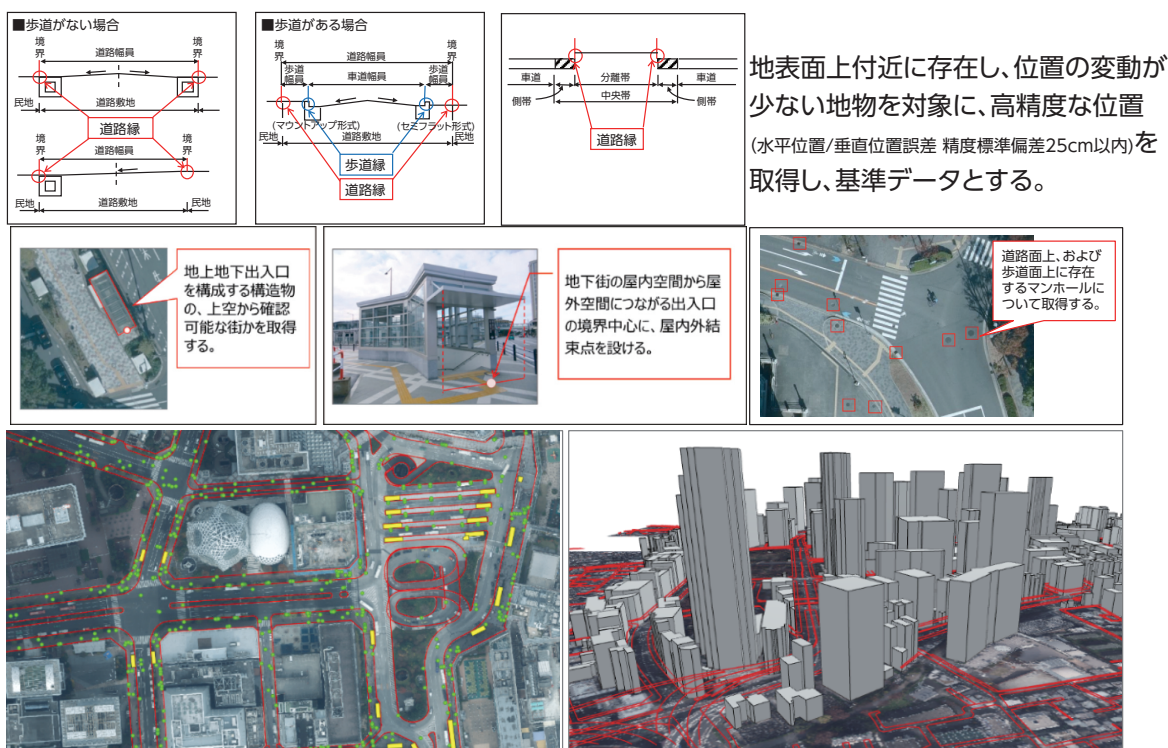 ■歩道がない場合
境界
道路幅員
境界
民地
道路敷地
民地
道路縁
道路幅員
民地
道路敷地
民地
■歩道がある場合
境界
道路幅員
境界
歩道幅員
車道幅員
歩道幅員
(マウントアップ形式)
(セミフラット形式)
民地
道路敷地
民地
歩道縁
道路縁
車道
分離帯
車道
側帯
中央帯
側帯
道路縁
地表面上付近に存在し、位置の変動が
少ない地物を対象に、高精度な位置
(水平位置/垂直位置誤差 精度標準偏差25cm以内)を
取得し、基準データとする。
地上地下出入口
を構成する構造物
の、上空から確認
可能な街かを取得
する。
地下街の屋内空間から屋
外空間につながる出入口
の境界中心に、屋内外結
束点を設ける。
道路面上、および
歩道面上に存在
するマンホールに
ついて取得する。